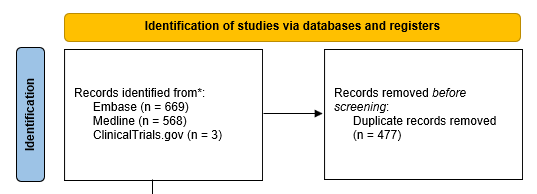 Identification of studies via databases and registers
Identification
Records identified from*:
Embase (n = 669)
Medline (n = 568)
ClinicalTrials.gov (n = 3)
Records removed before
screening:
Duplicate records removed
(n = 477)